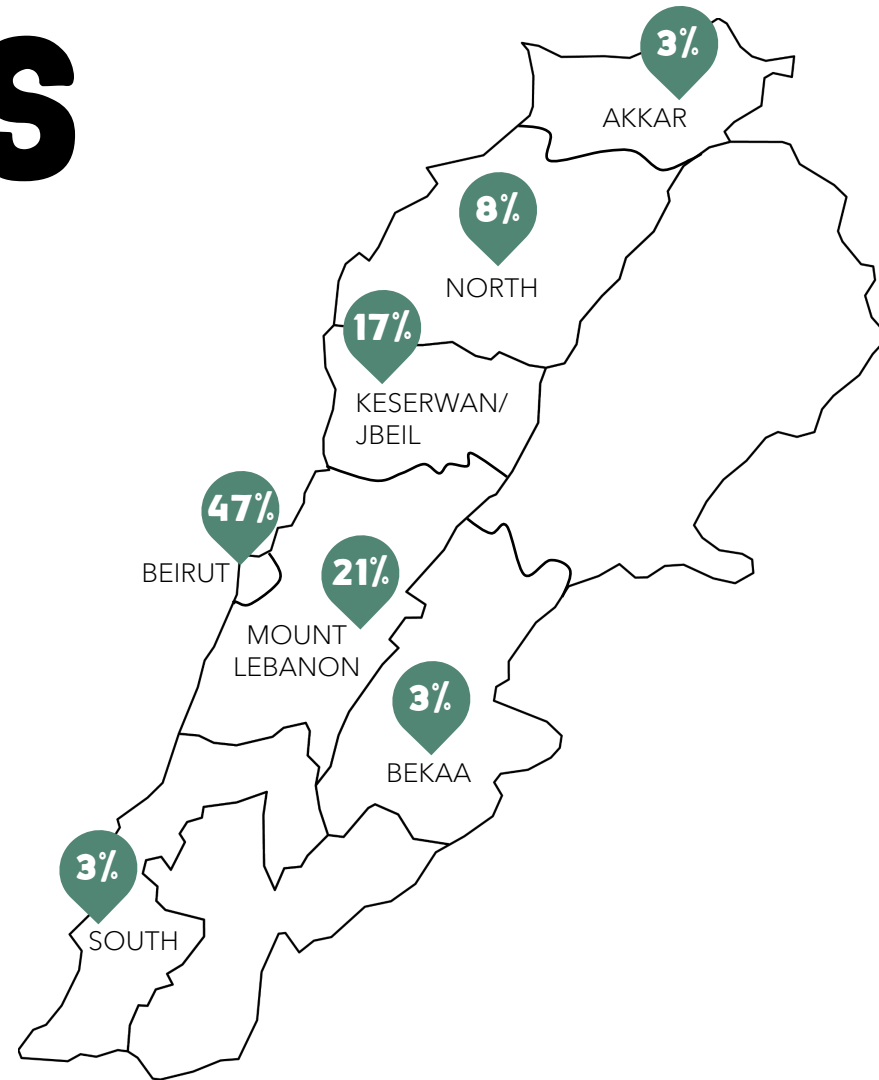 S
3%
AKKAR
8%
NORTH
17%
KESERWAN/
JBEIL
47%
BEIRUT
21%
MOUNT
LEBANON
3%
BEKAA
3%
SOUTH